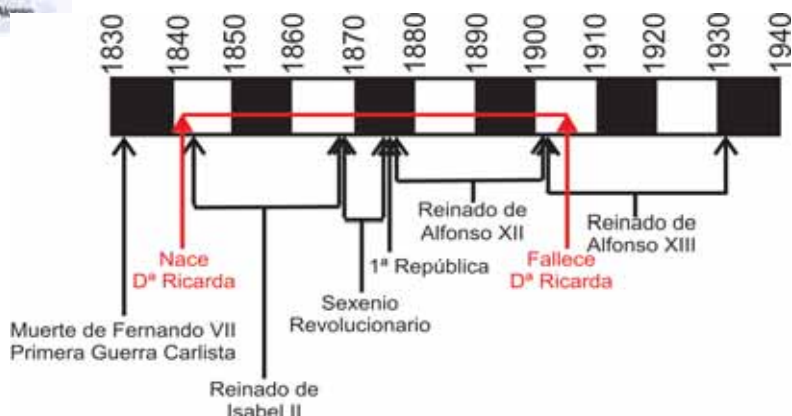 1830
1840
1850
1860
1870
1880
1890
1900
1910
1920
1930
1940
Nace
Dª Ricarda
Reinado de
Alfonso XII
Reinado de
Alfonso XIII
1ª República
Fallece
Dª Ricarda
Sexenio
Revolucionario
Muerte de Fernando VII
Primera Guerra Carlista
Reinado de
Isabel II